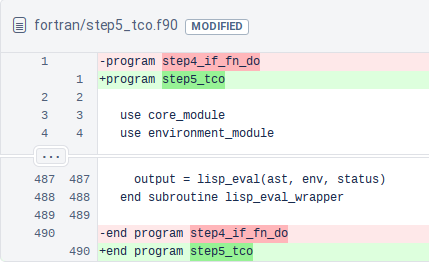 fortran/step5_tco.f90 MODIFIED
1 -program step4_if_fn_do
1 +program step5_tco
2 2
3 3 use core_module
4 4 use environment_module
...
487 487 output = lisp_eval(ast, env, status)
488 488 end subroutine lisp_eval_wrapper
489 489
490 -end program step4_if_fn_do
490 +end program step5_tco